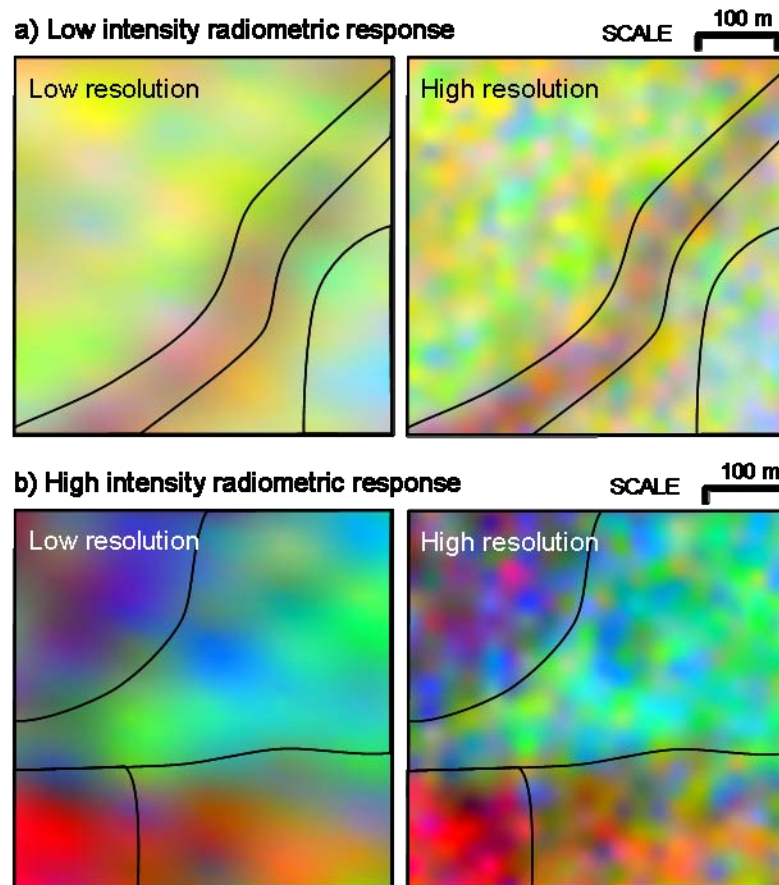 a) Low intensity radiometric response
SCALE
100 m
Low resolution
High resolution
b) High intensity radiometric response
SCALE
100 m
Low resolution
High resolution